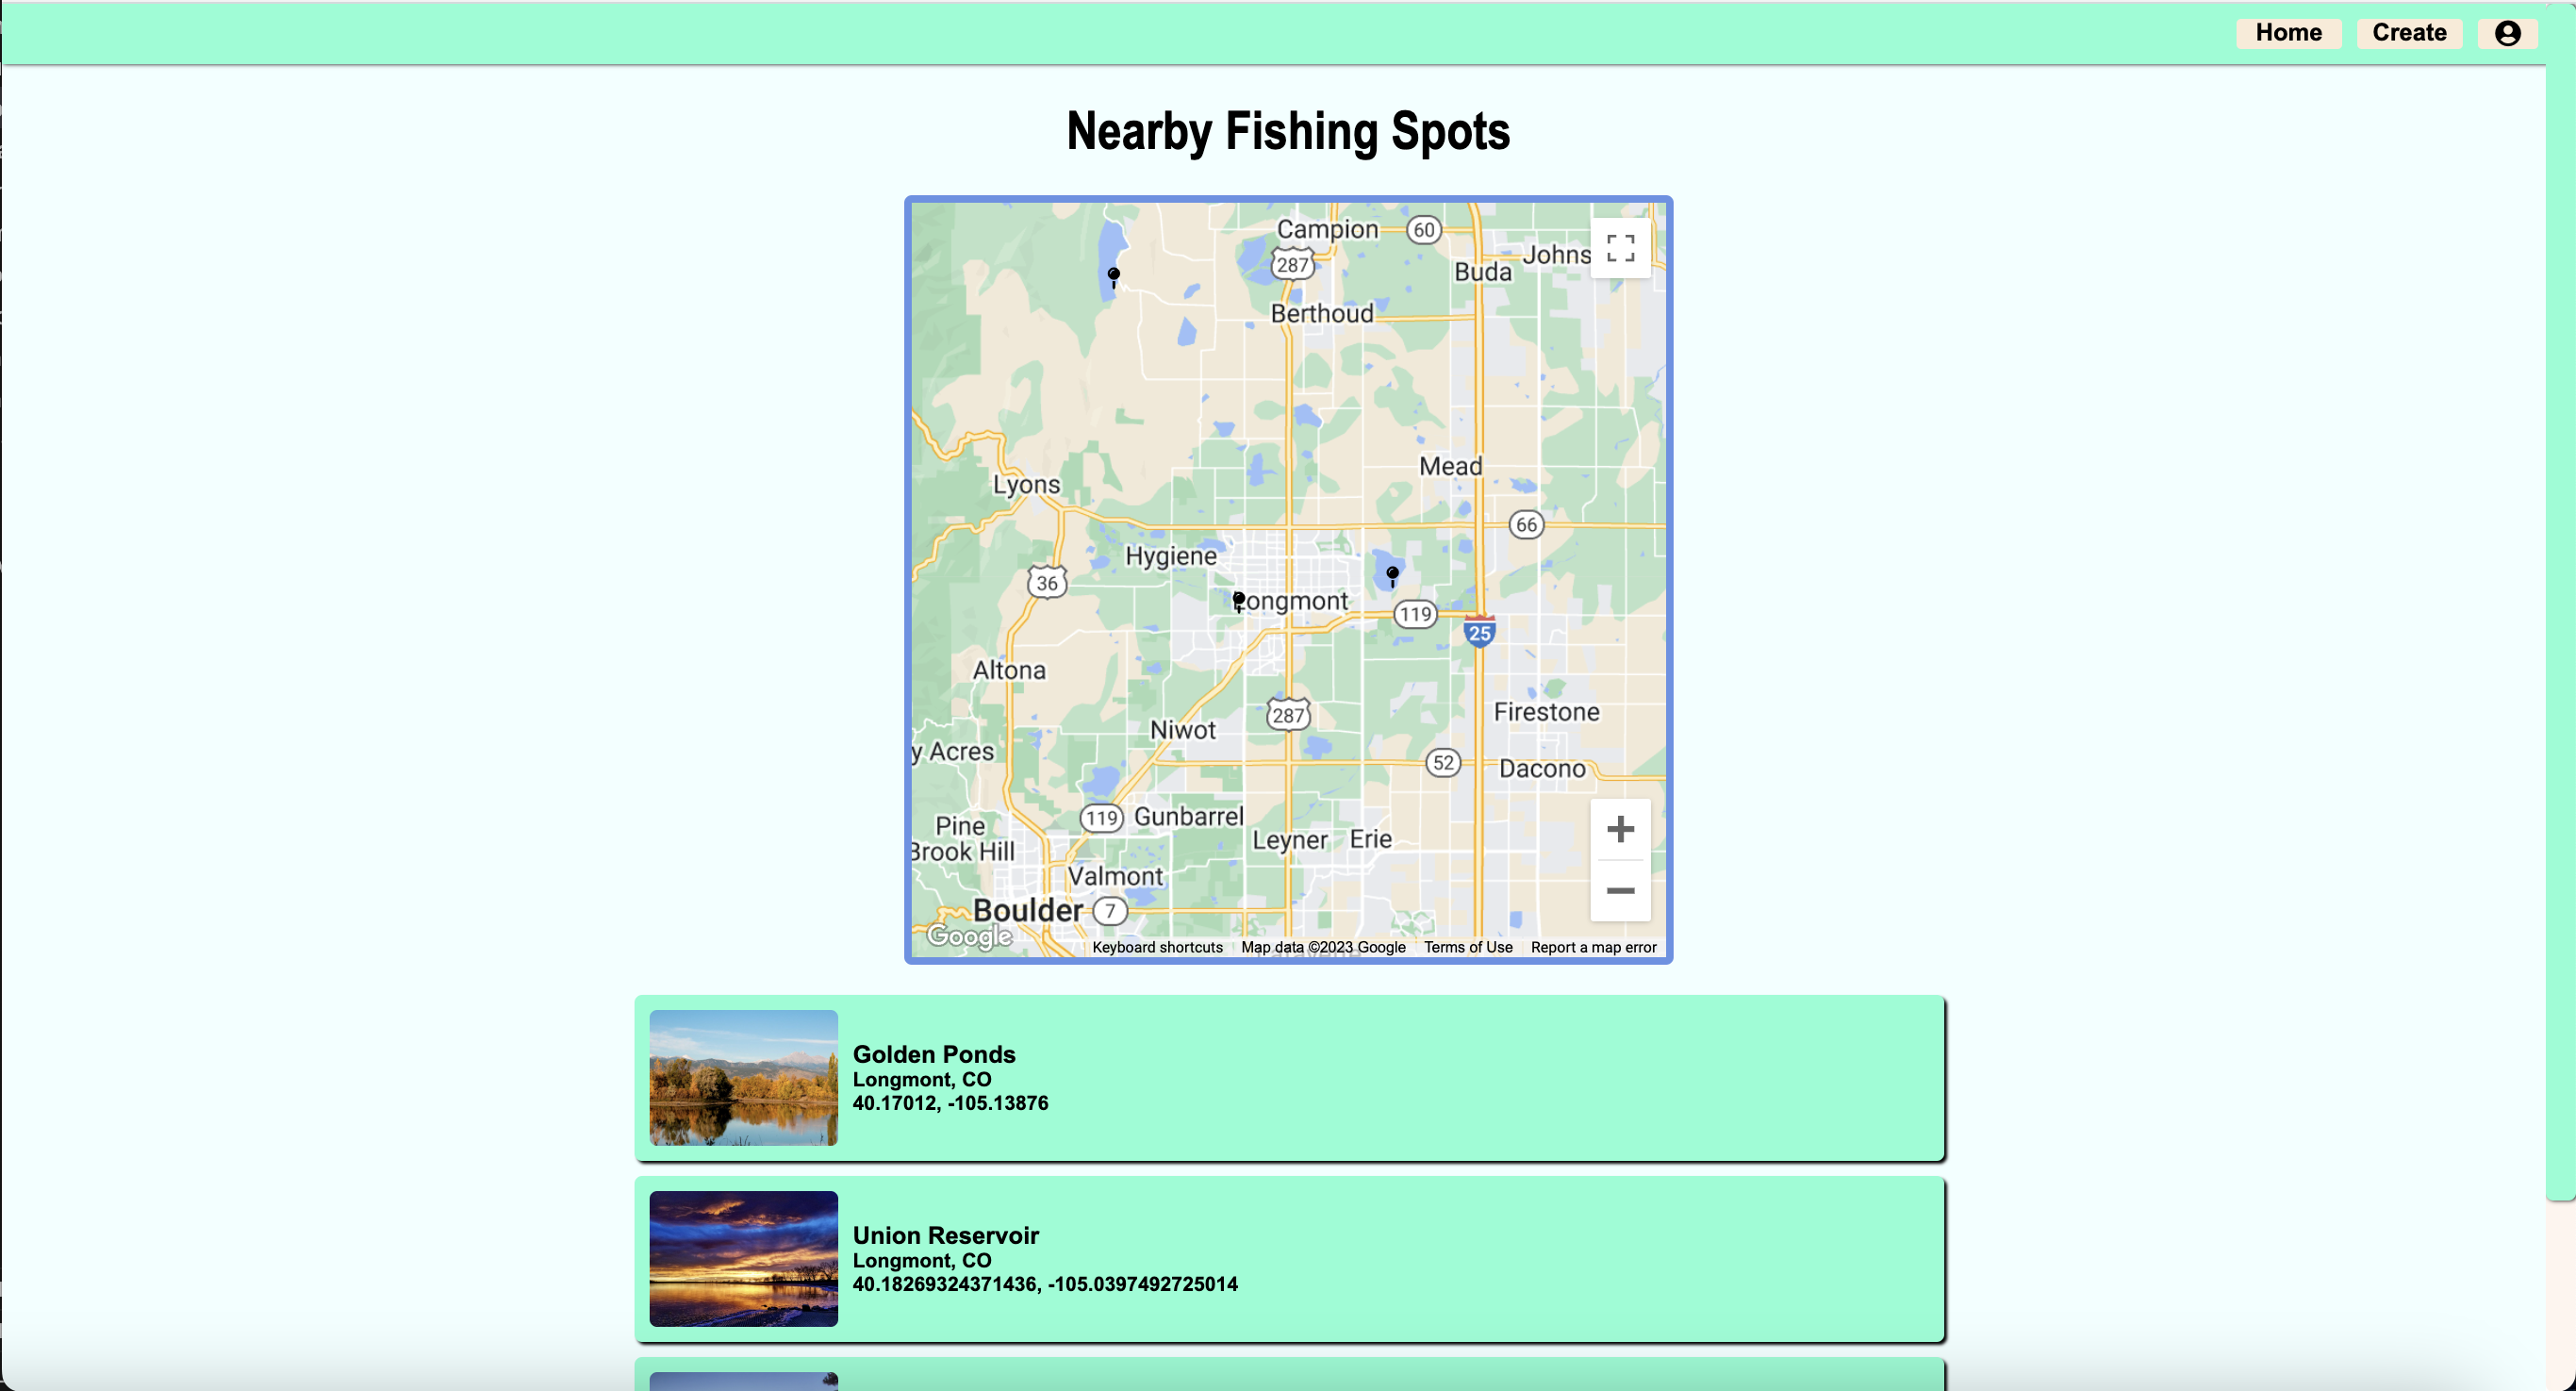 Home
Create
Nearby Fishing Spots
Campion
60
287
Johns
Buda
Berthoud
Mead
Lyons
66
Hygiene
36
Longmont
119
25
Altona
287
Firestone
Niwot
y Acres
52
Dacono
119
Gunbarrel
Pine
Brook Hill
Leyner
Erie
Valmont
Boulder
7
Google
Keyboard shortcuts
Map data ©2023 Google
Terms of Use
Report a map error
Golden Ponds
Longmont, CO
40.17012, -105.13876
Union Reservoir
Longmont, CO
40.18269324371436, -105.0397492725014